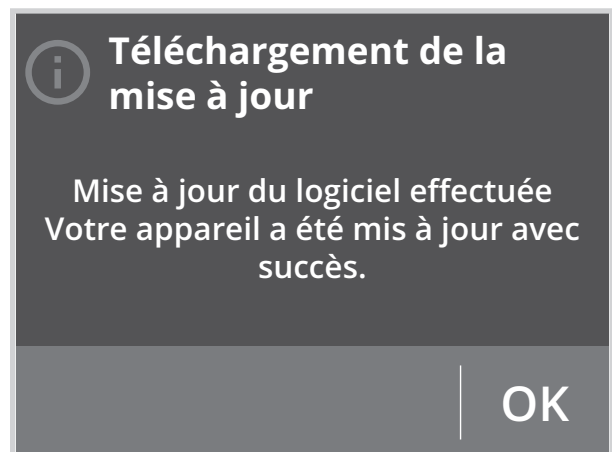 Téléchargement de la
mise à jour
Mise à jour du logiciel effectuée
Votre appareil a été mis à jour avec
succès.
OK